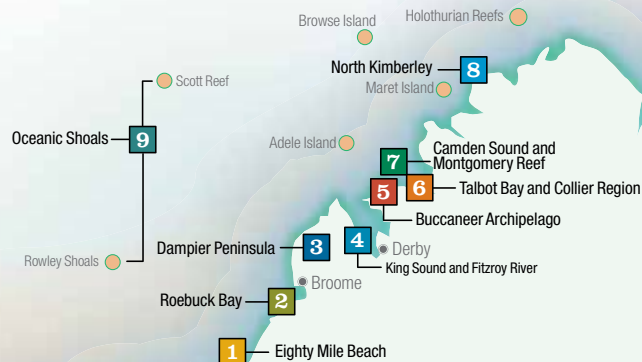 Browse Island
Holothurian Reefs
North Kimberley
8
Scott Reef
Maret Island
Oceanic Shoals
9
Adele Island
7
Camden Sound and
Montgomery Reef
5
6
Talbot Bay and Collier Region
Buccaneer Archipelago
Dampier Peninsula
3
4
Derby
Rowley Shoals
King Sound and Fitzroy River
Broome
Roebuck Bay
2
1
Eighty Mile Beach